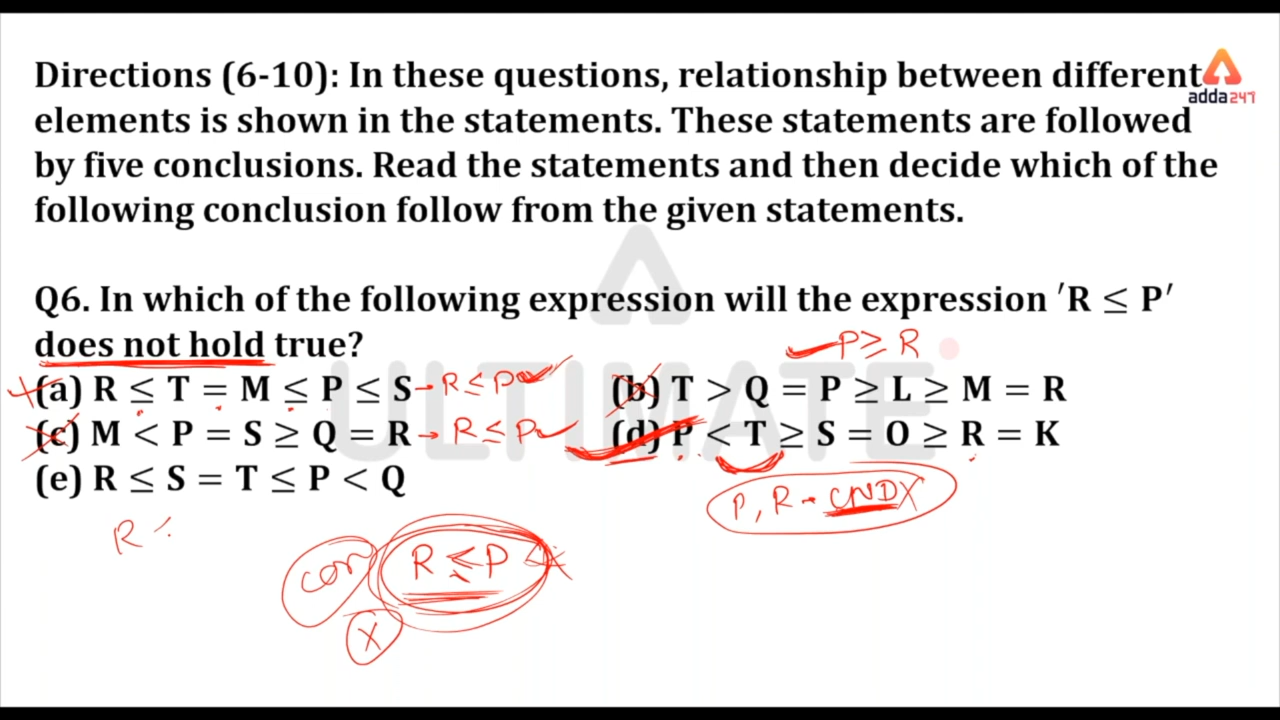 Directions (6-10): In these questions, relationship between different
adda247
elements is shown in the statements. These statements are followed
by five conclusions. Read the statements and then decide which of the
following conclusion follow from the given statements.
Q6. In which of the following expression will the expression ′R ≤ P′
does not hold true?
P ≥ R
(a) R ≤ T = M ≤ P ≤ S → R ≤ P
(b) T > Q = P ≥ L ≥ M = R
(c) M < P = S ≥ Q = R → R ≤ P
(d) P < T ≥ S = O ≥ R = K
(e) R ≤ S = T ≤ P < Q
P, R → CND X
R
con R ≤ P
X
ULTIMATE